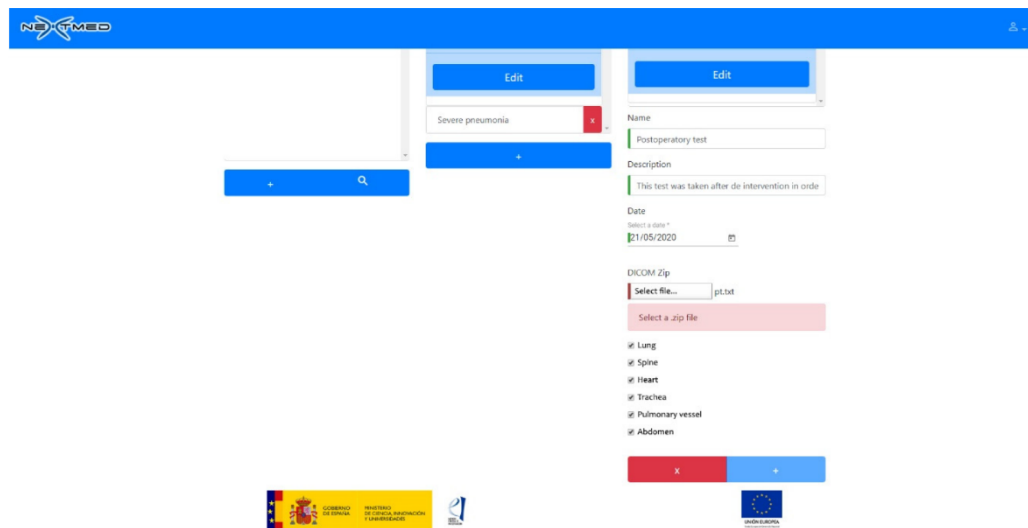 NEXTMED
Edit
Severe pneumonia
x
+
+
Edit
Name
Postoperatory test
Description
This test was taken after de intervention in orde
Date
Select a date *
21/05/2020
DICOM Zip
Select file...
pt.txt
Select a .zip file
Lung
Spine
Heart
Trachea
Pulmonary vessel
Abdomen
x
+
GOBIERNO
DE ESPAÑA
MINISTERIO
DE CIENCIA, INNOVACIÓN
Y UNIVERSIDADES
UNIÓN EUROPEA